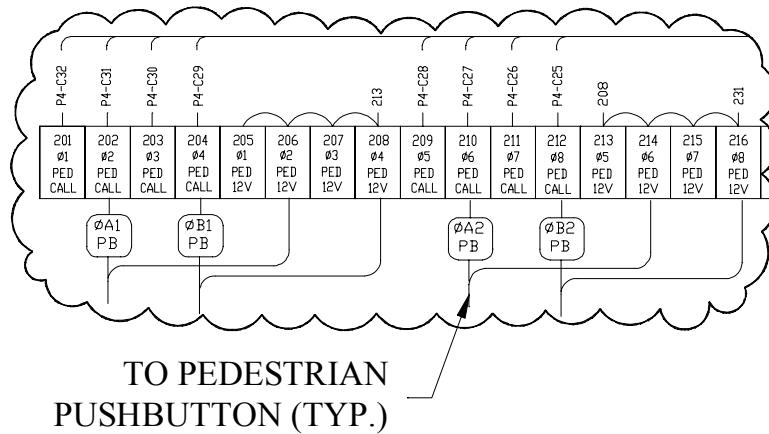 P4-C32
P4-C31
P4-C30
P4-C29
213
P4-C28
P4-C27
P4-C26
P4-C25
208
231
201 202 203 204 205 206 207 208 209 210 211 212 213 214 215 216
Ø1 Ø2 Ø3 Ø4 Ø1 Ø2 Ø3 Ø4 Ø5 Ø6 Ø7 Ø8 Ø5 Ø6 Ø7 Ø8
PED PED PED PED PED PED PED PED PED PED PED PED PED PED PED PED
CALL CALL CALL CALL 12V 12V 12V 12V CALL CALL CALL CALL 12V 12V 12V 12V
ØA1 ØB1 ØA2 ØB2
PB PB PB PB
TO PEDESTRIAN
PUSHBUTTON (TYP.)